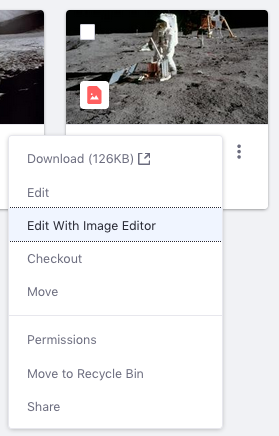 Download (126KB)
Edit
Edit With Image Editor
Checkout
Move
Permissions
Move to Recycle Bin
Share